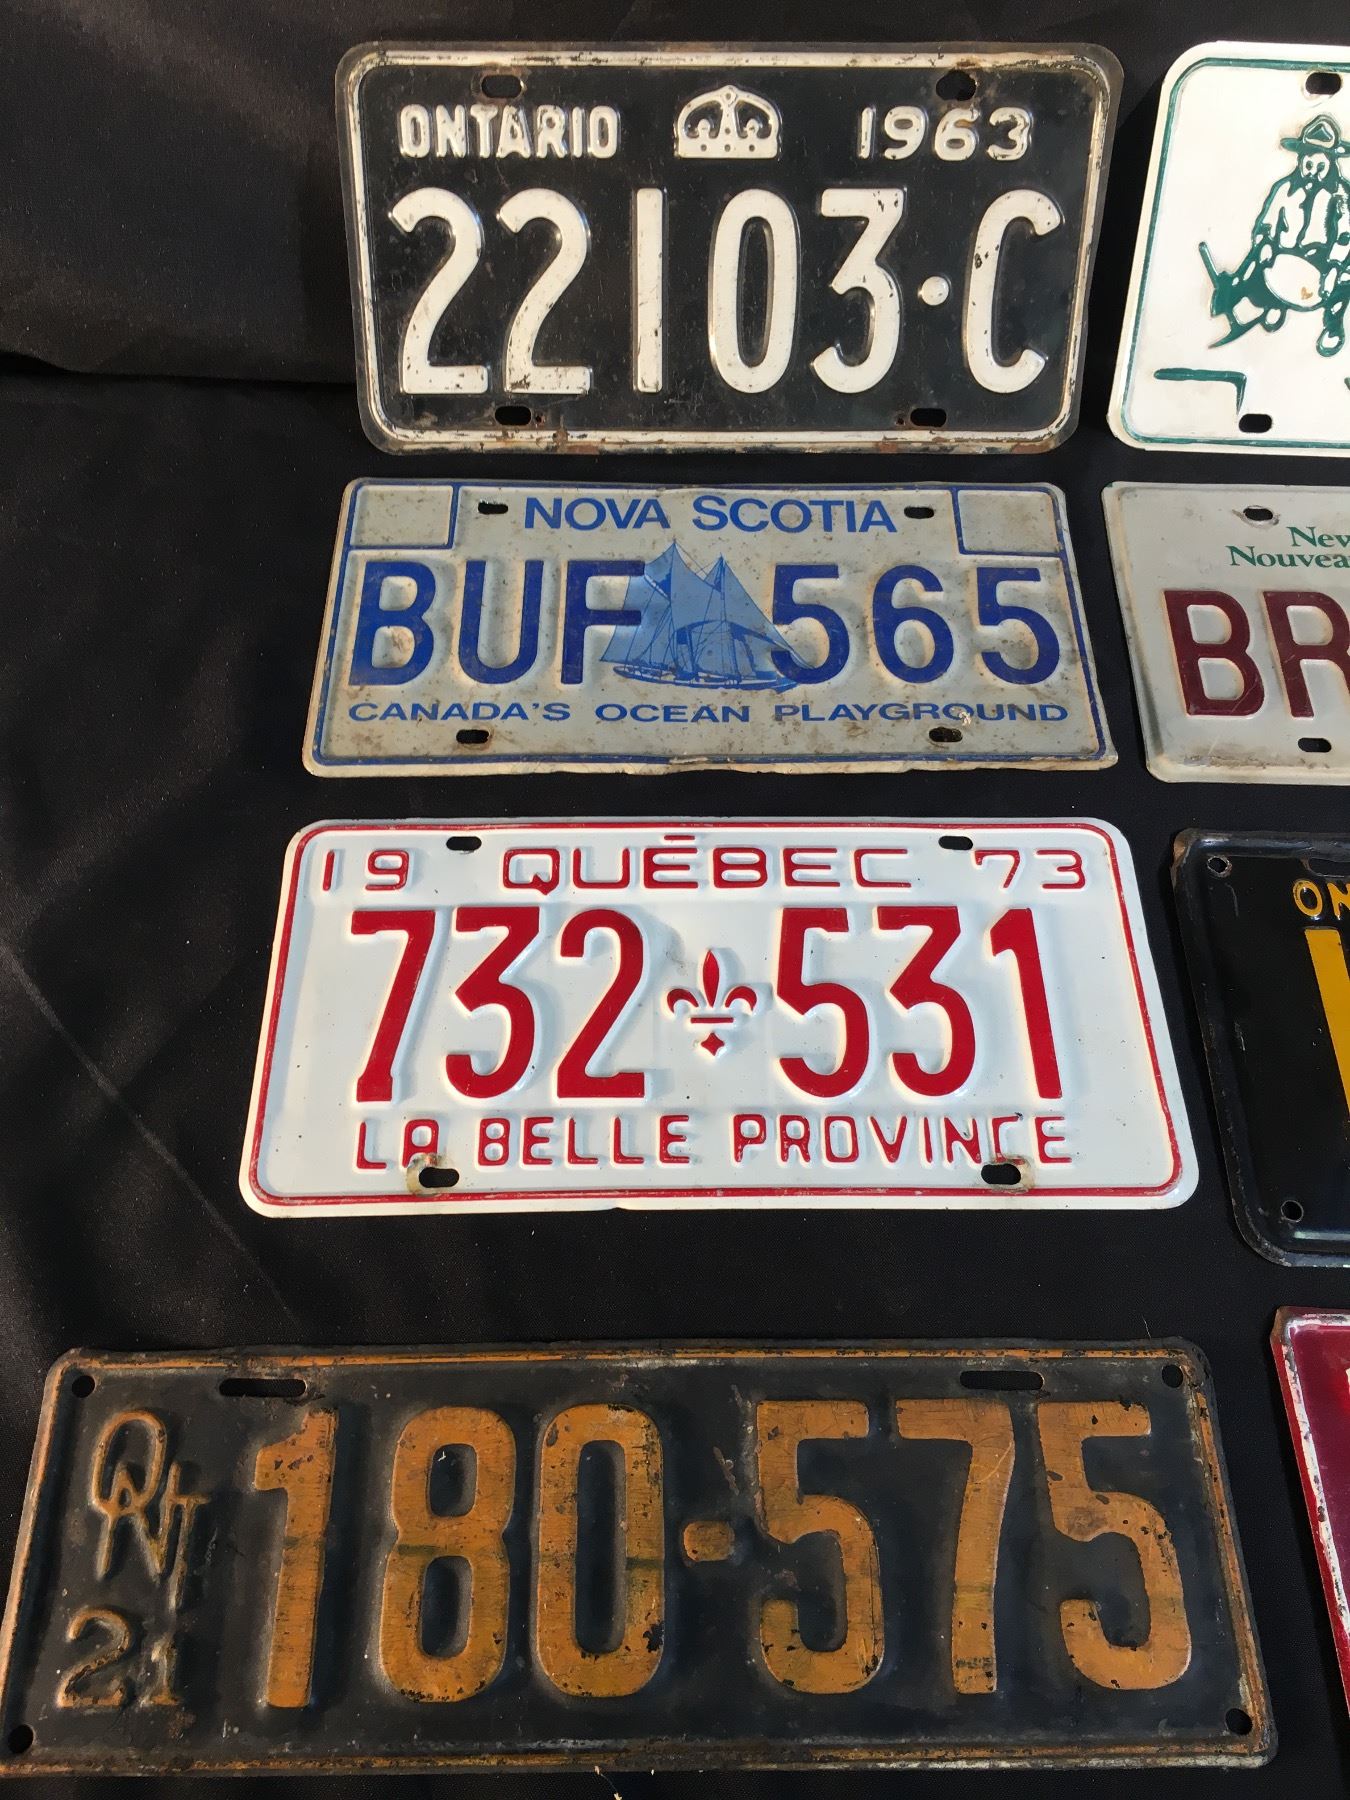 ONTARIO 1963
22103·C
NOVA SCOTIA
BUF 565
CANADA'S OCEAN PLAYGROUND
New
Nouveau
BR
19 QUÉBEC 73
732 531
LA BELLE PROVINCE
ON
ONT
21
180-575